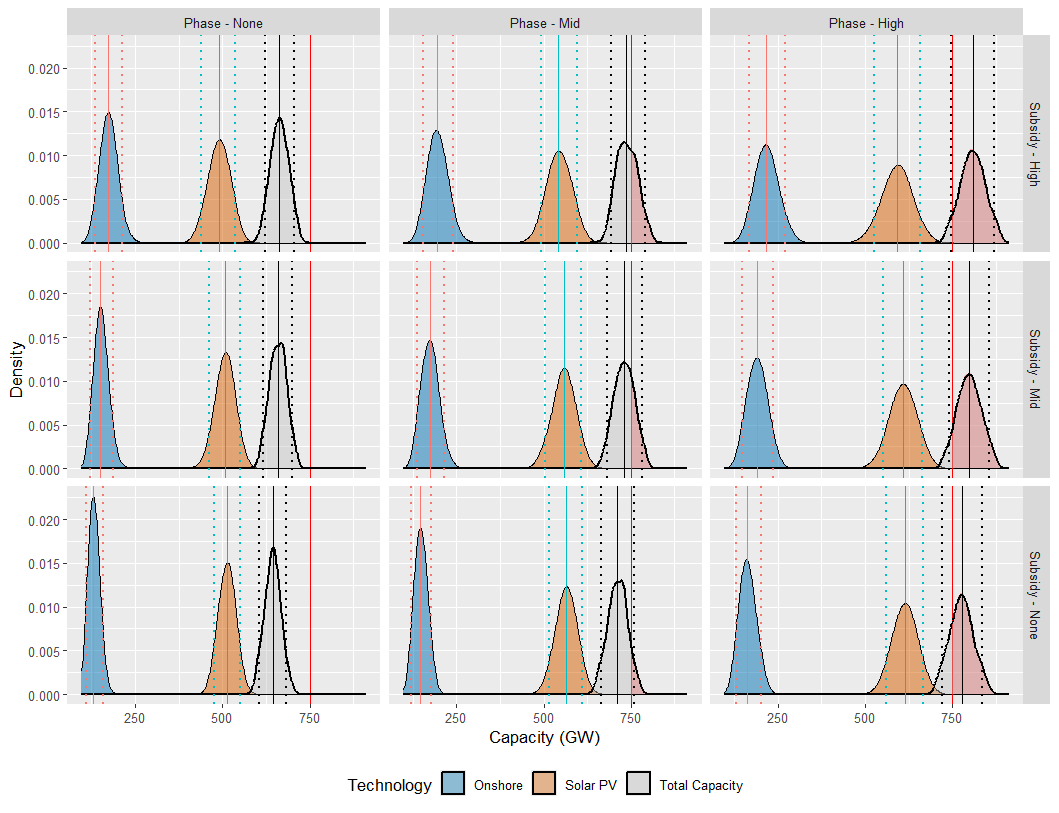 Phase - None Phase - Mid Phase - High
Subsidy - High
0.020
0.015
0.010
0.005
0.000
Subsidy - Mid
0.020
0.015
0.010
0.005
0.000
Density
Subsidy - None
0.020
0.015
0.010
0.005
0.000
250 500 750 250 500 750 250 500 750
Capacity (GW)
Technology Onshore Solar PV Total Capacity